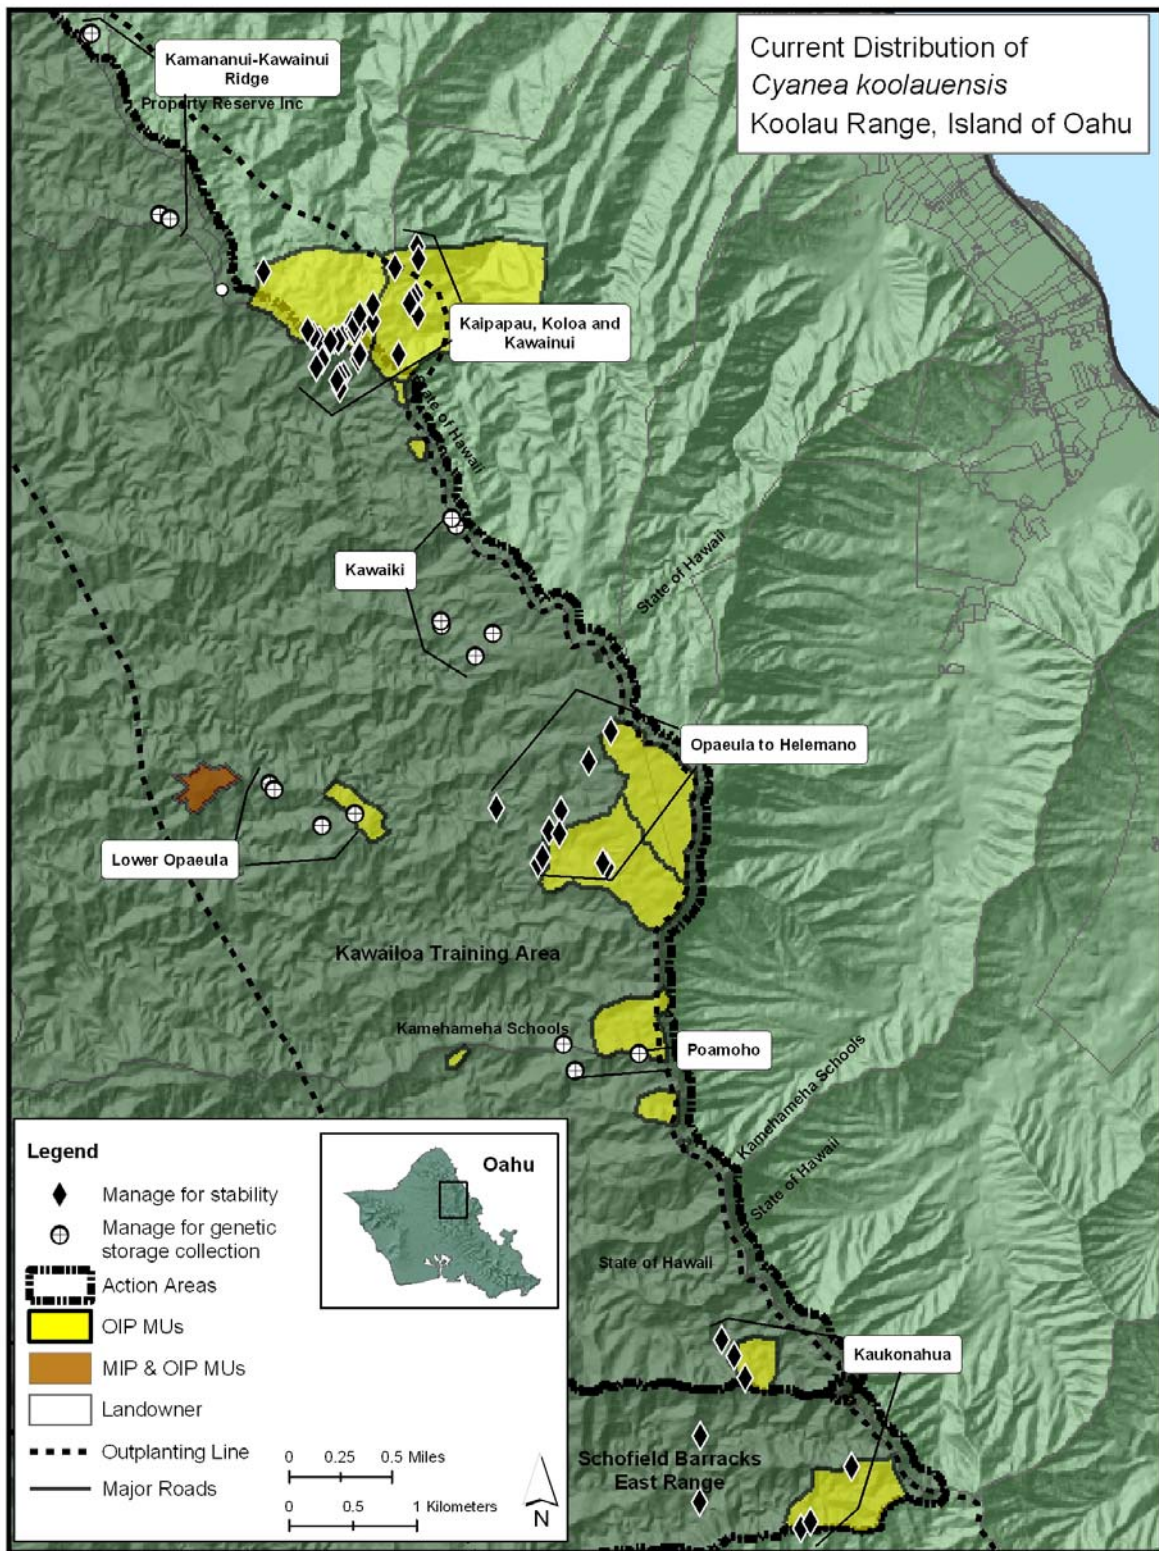 Current Distribution of
Cyanea koolauensis
Koolau Range, Island of Oahu
Kamananui-Kawainui
Ridge
Property Reserve Inc
Kaipapau, Koloa and
Kawainui
State of Hawaii
Kawaiki
State of Hawaii
Opaeula to Helemano
Lower Opaeula
Kawailoa Training Area
Kamehameha Schools
Poamoho
Kamehameha Schools
State of Hawaii
State of Hawaii
Kaukonahua
Schofield Barracks
East Range
Legend
Manage for stability
Manage for genetic
storage collection
Action Areas
OIP MUs
MIP & OIP MUs
Landowner
Outplanting Line
Major Roads
Oahu
0 0.25 0.5 Miles
0 0.5 1 Kilometers
N